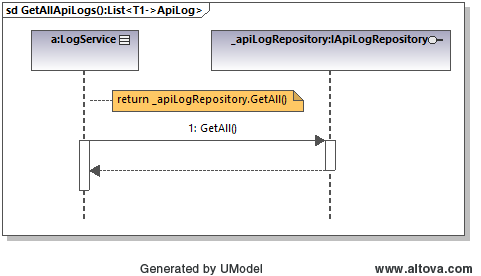 sd GetAllApiLogs():List<T1->ApiLog>
a:LogService
_apiLogRepository:IApiLogRepository
return _apiLogRepository.GetAll()
1: GetAll()
Generated by UModel
www.altova.com